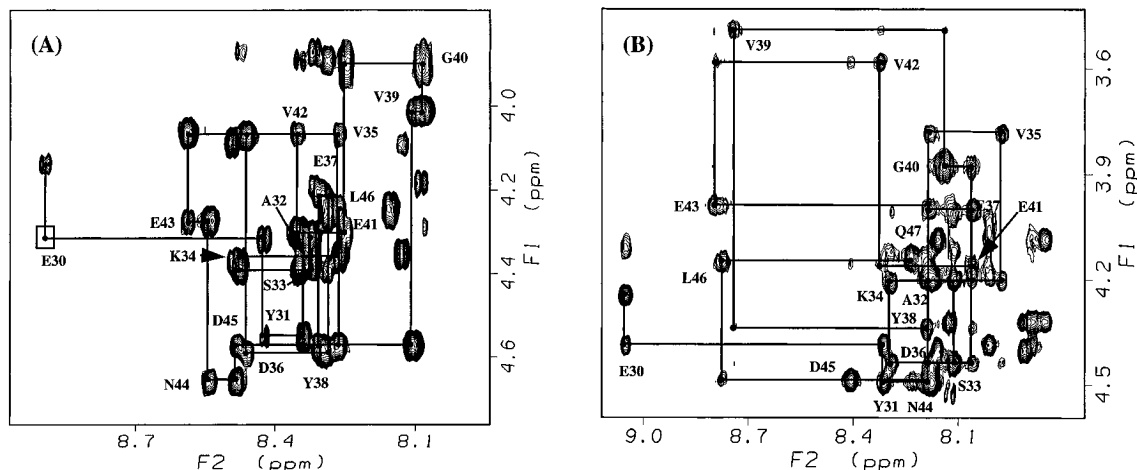 (A)
G40
V39
4.0
V42
V35
E37
4.2
A32
L46
E43
E41
E30
K34
4.4
S33
D45
Y31
4.6
N44
D36
Y38
F1 (ppm)
8.7
8.4
8.1
F2 (ppm)
(B)
V39
V42
3.6
V35
G40
3.9
E43
E37
E41
Q47
L46
K34
A32
4.2
Y38
E30
D45
D36
S33
Y31
N44
4.5
F1 (ppm)
9.0
8.7
8.4
8.1
F2 (ppm)